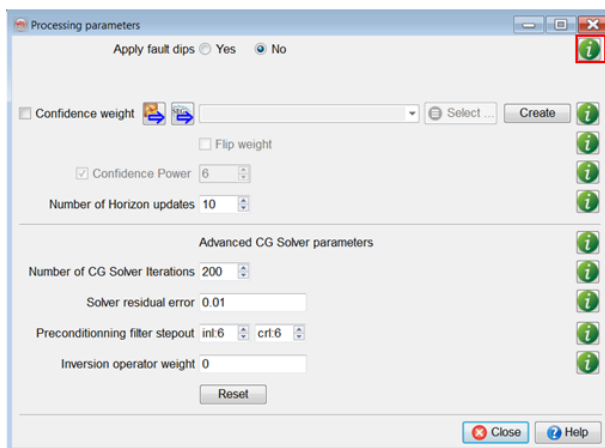 Processing parameters
Apply fault dips Yes No
Confidence weight Select ... Create
Flip weight
Confidence Power 6
Number of Horizon updates 10
Advanced CG Solver parameters
Number of CG Solver Iterations 200
Solver residual error 0.01
Preconditionning filter stepout inl:6 crl:6
Inversion operator weight 0
Reset
Close Help